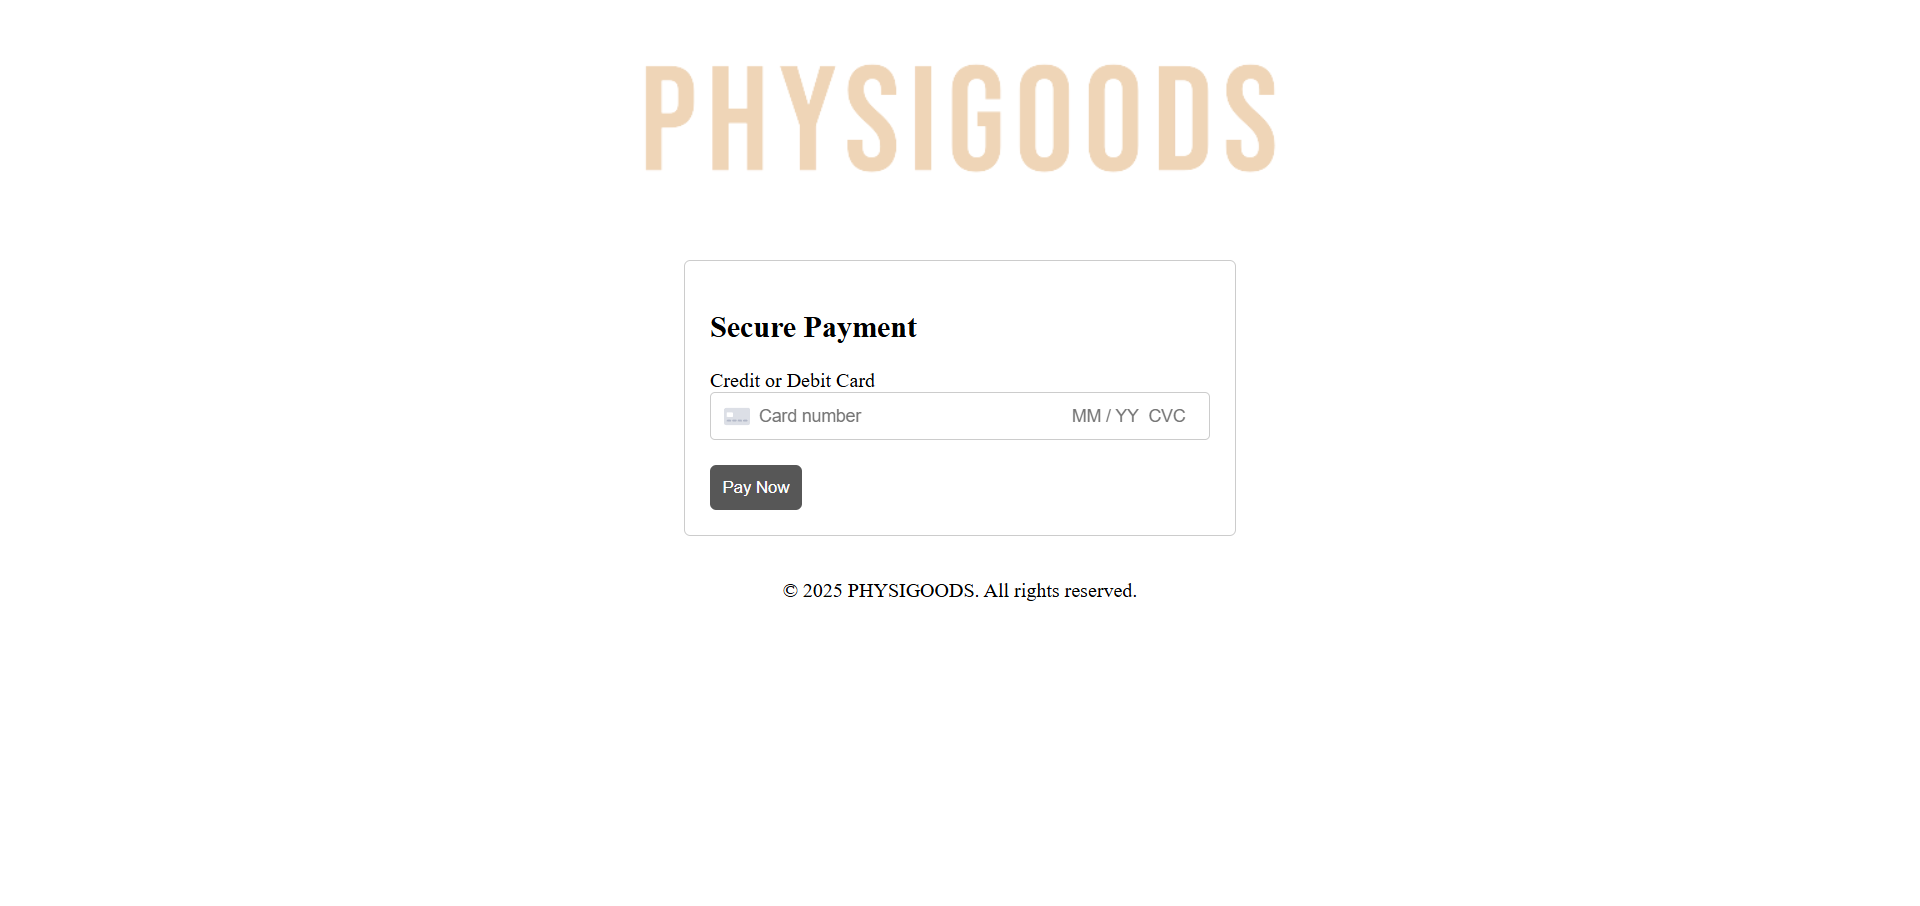 PHYSIGOODS
Secure Payment
Credit or Debit Card
Card number MM / YY CVC
Pay Now
© 2025 PHYSIGOODS. All rights reserved.